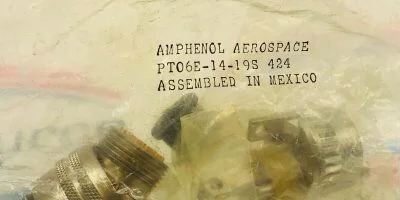 AMPHENOL AEROSPACE
PT06E-14-19S 424
ASSEMBLED IN MEXICO